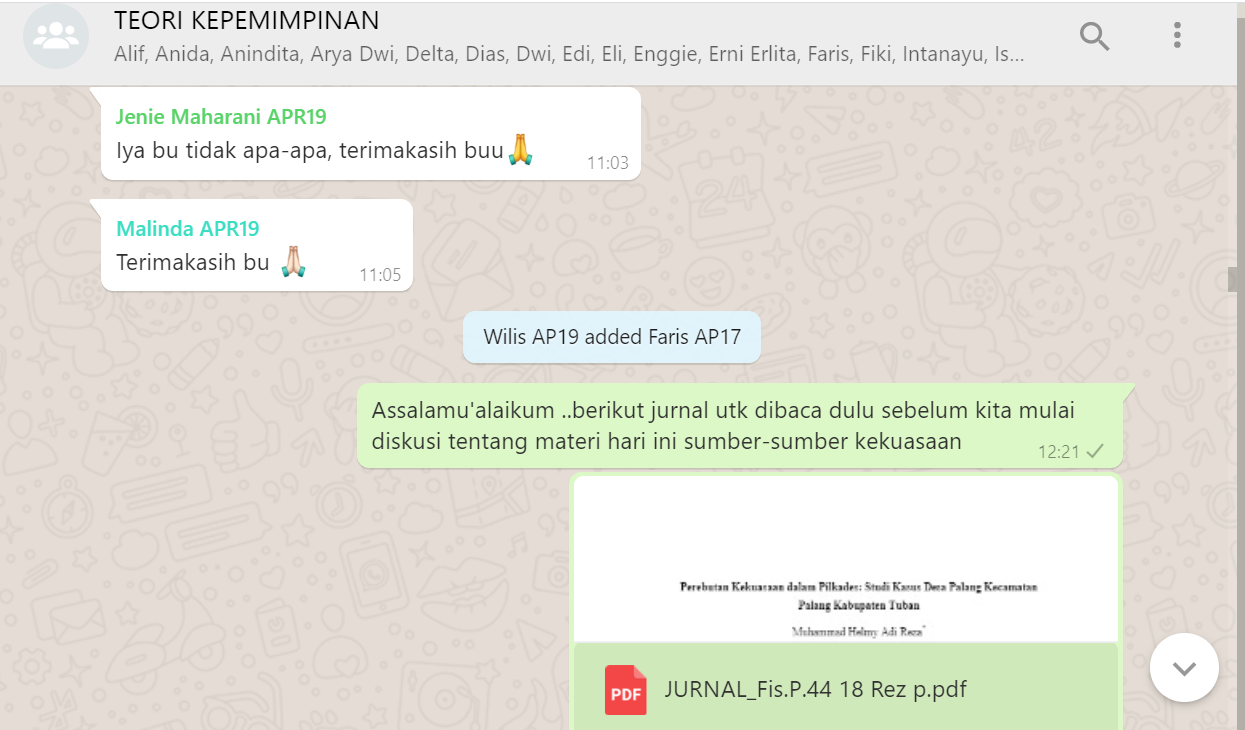 TEORI KEPEMIMPINAN
Alif, Anida, Anindita, Arya Dwi, Delta, Dias, Dwi, Edi, Eli, Enggie, Erni Erlita, Faris, Fiki, Intanayu, Is...
Jenie Maharani APR19
Iya bu tidak apa-apa, terimakasih buu🙏
11:03
Malinda APR19
Terimakasih bu 🙏🏻
11:05
Wilis AP19 added Faris AP17
Assalamu'alaikum ..berikut jurnal utk dibaca dulu sebelum kita mulai
diskusi tentang materi hari ini sumber-sumber kekuasaan
12:21
Perebutan Kekuasaan dalam Pilkades: Studi Kasus Desa Palang Kecamatan
Palang Kabupaten Tuban
Muhammad Helmy Adi Reza*
PDF
JURNAL_Fis.P.44 18 Rez p.pdf